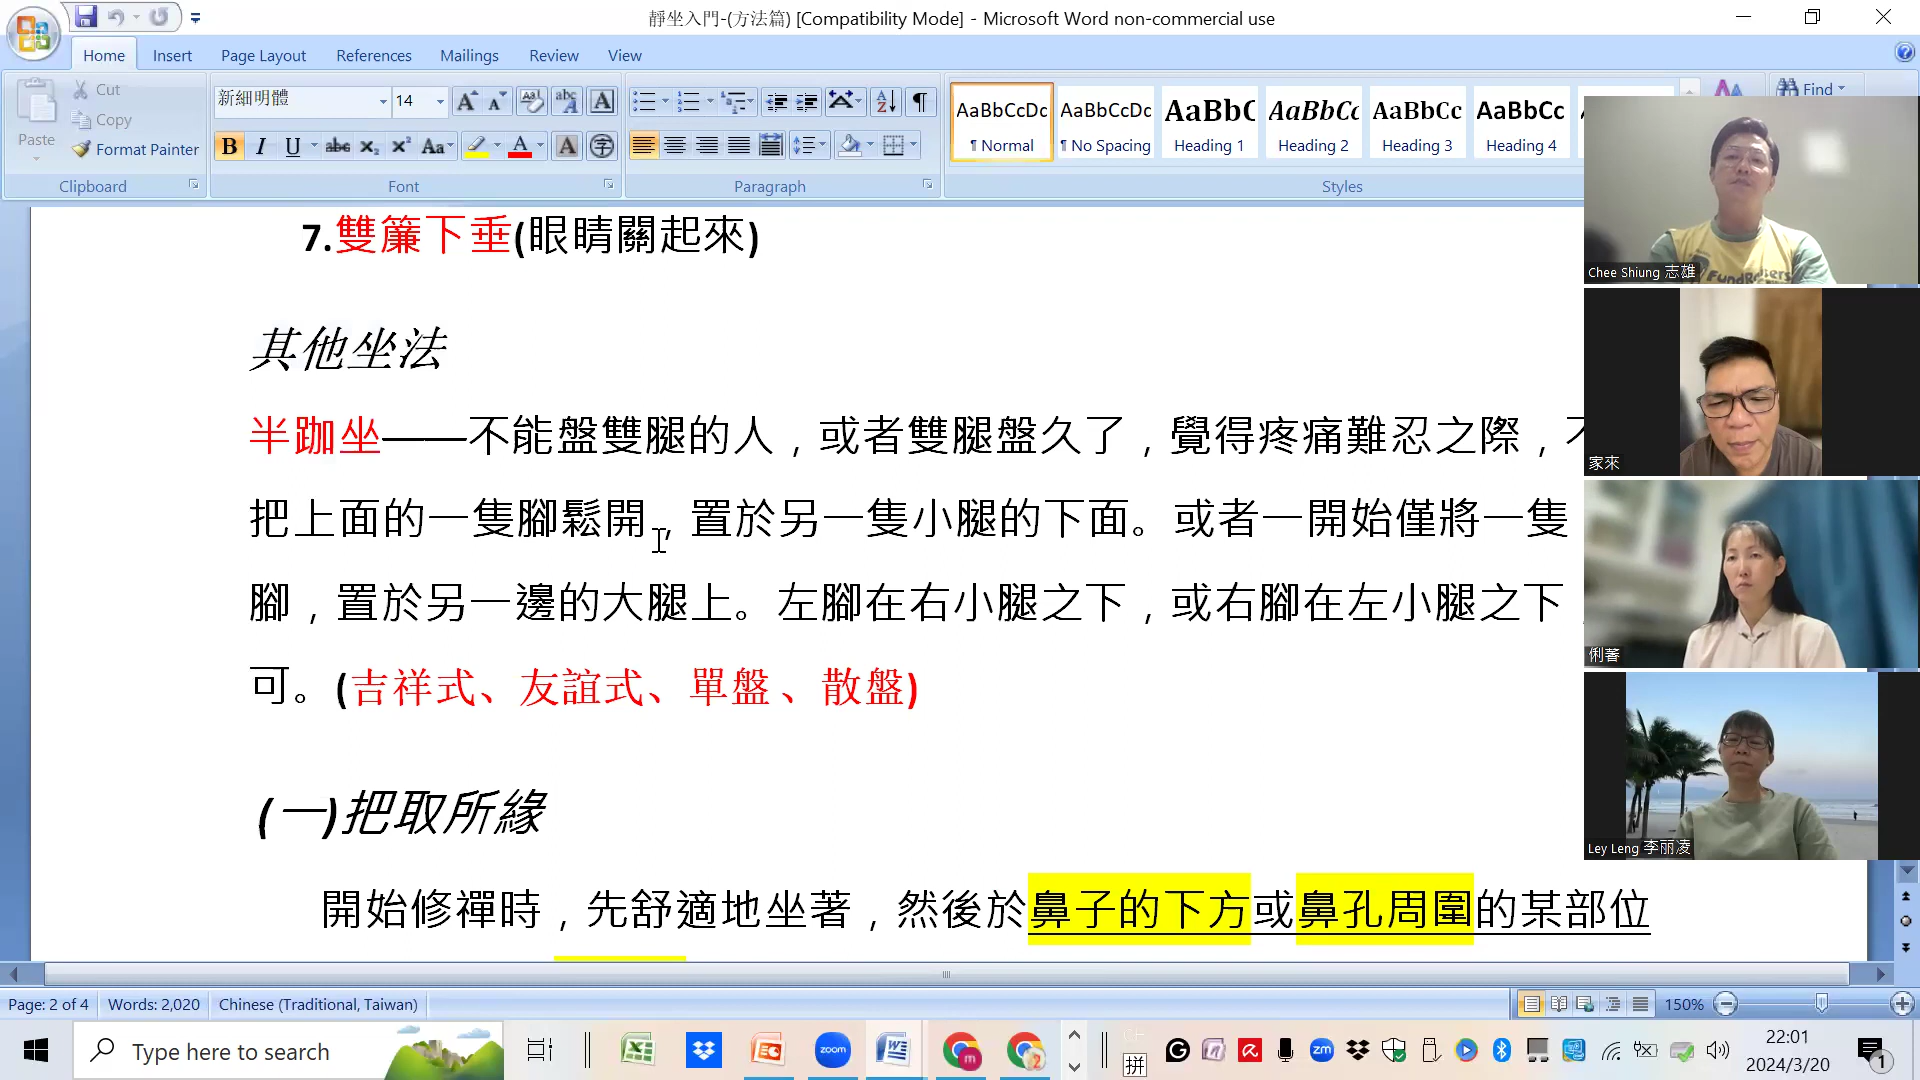 靜坐入門-(方法篇) [Compatibility Mode] - Microsoft Word non-commercial use
Home Insert Page Layout References Mailings Review View
Paste
Cut
Copy
Format Painter
Clipboard
新細明體 14
Font
Paragraph
AaBbCcDc AaBbCcDc AaBbC AaBbCc AaBbCc AaBbCc
¶ Normal ¶ No Spacing Heading 1 Heading 2 Heading 3 Heading 4
Styles
Find
7.雙簾下垂(眼睛關起來)
其他坐法
半跏坐——不能盤雙腿的人，或者雙腿盤久了，覺得疼痛難忍之際，
把上面的一隻腳鬆開，置於另一隻小腿的下面。或者一開始僅將一隻
腳，置於另一邊的大腿上。左腳在右小腿之下，或右腳在左小腿之下
可。(吉祥式、友誼式、單盤、散盤)
(一)把取所緣
開始修禪時，先舒適地坐著，然後於鼻子的下方或鼻孔周圍的某部位
Chee Shiung 志雄
家來
俐蓉
Ley Leng 李丽凌
Page: 2 of 4 Words: 2,020 Chinese (Traditional, Taiwan) 150%
Type here to search
zoom
拼
22:01
2024/3/20
1